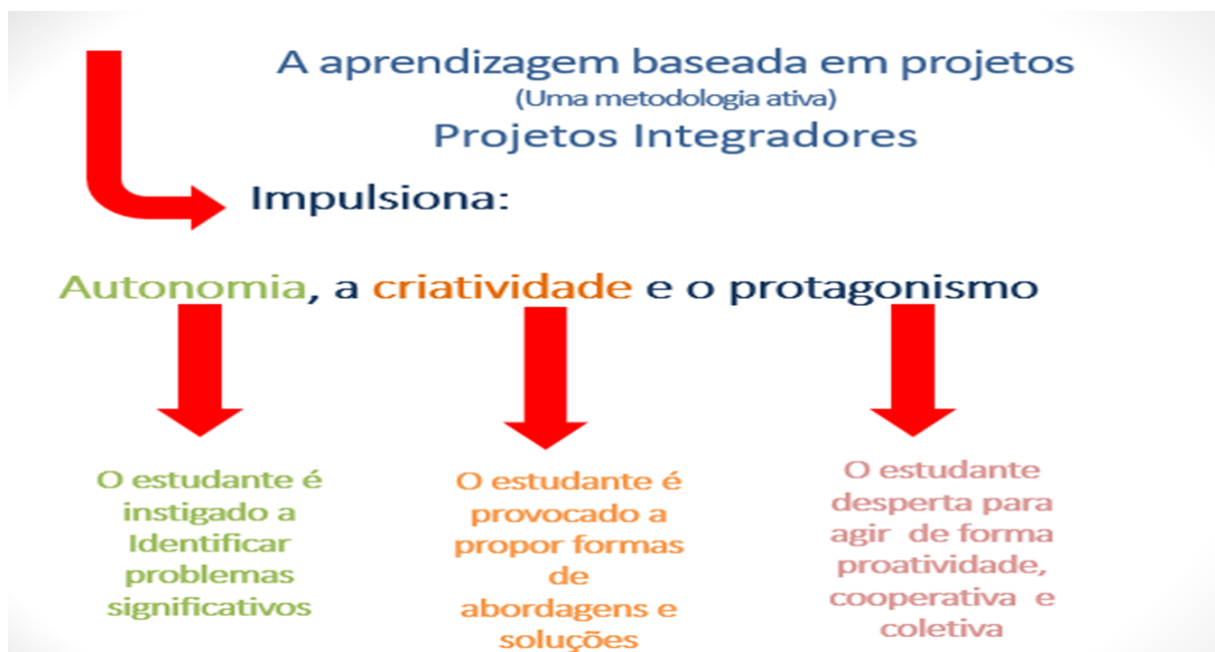 A aprendizagem baseada em projetos
(Uma metodologia ativa)
Projetos Integradores
Impulsiona:
Autonomia, a criatividade e o protagonismo
O estudante é
instigado a
Identificar
problemas
significativos
O estudante é
provocado a
propor formas
de
abordagens e
soluções
O estudante
desperta para
agir de forma
proatividade,
cooperativa e
coletiva